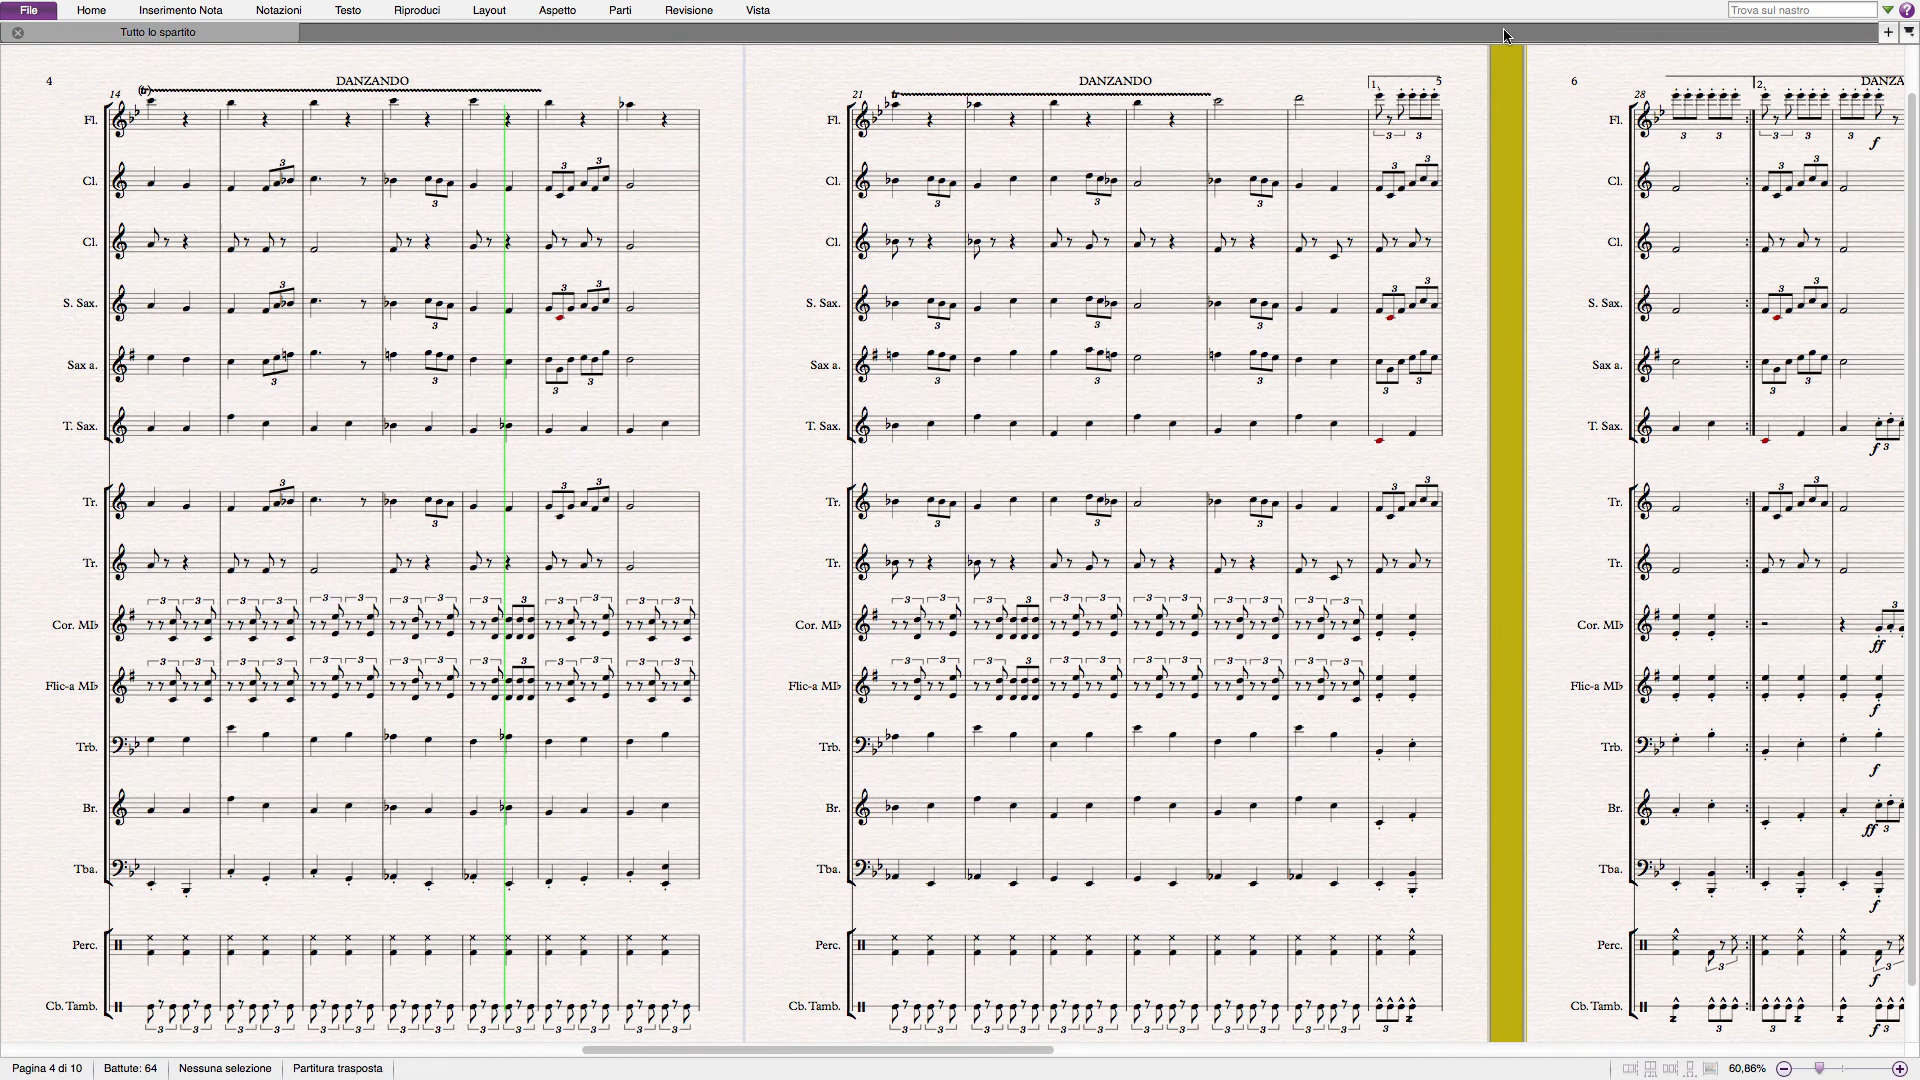 File Home Inserimento Nota Notazioni Testo Riproduci Layout Aspetto Parti Revisione Vista Trova sul nastro
Tutto lo spartito
4 DANZANDO
14
Fl.
Cl.
Cl.
S. Sax.
Sax a.
T. Sax.
Tr.
Tr.
Cor. MI♭
Flic-a MI♭
Trb.
Br.
Tba.
Perc.
Cb. Tamb.
DANZANDO 5
21
1.
Fl.
Cl.
Cl.
S. Sax.
Sax a.
T. Sax.
Tr.
Tr.
Cor. MI♭
Flic-a MI♭
Trb.
Br.
Tba.
Perc.
Cb. Tamb.
6 DANZA
28
2.
Fl.
Cl.
Cl.
S. Sax.
Sax a.
T. Sax.
Tr.
Tr.
Cor. MI♭
Flic-a MI♭
Trb.
Br.
Tba.
Perc.
Cb. Tamb.
Pagina 4 di 10 Battute: 64 Nessuna selezione Partitura trasposta 60,86%